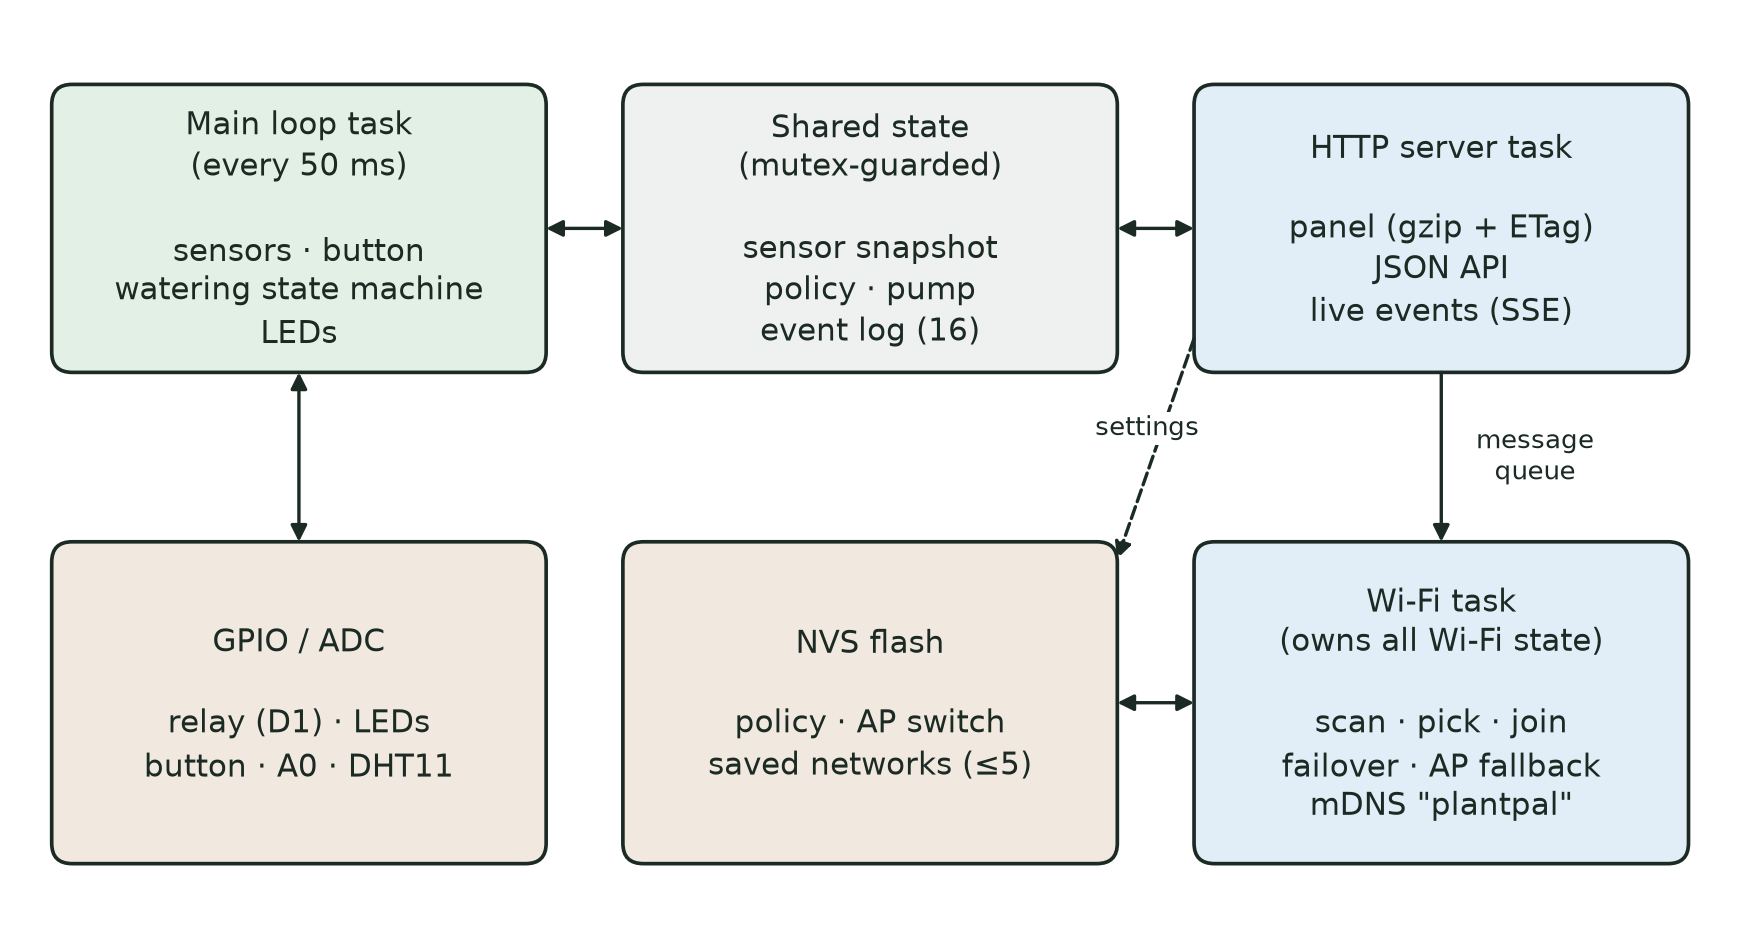 Main loop task
(every 50 ms)
sensors · button
watering state machine
LEDs
Shared state
(mutex-guarded)
sensor snapshot
policy · pump
event log (16)
HTTP server task
panel (gzip + ETag)
JSON API
live events (SSE)
settings
message
queue
GPIO / ADC
relay (D1) · LEDs
button · A0 · DHT11
NVS flash
policy · AP switch
saved networks (≤5)
Wi-Fi task
(owns all Wi-Fi state)
scan · pick · join
failover · AP fallback
mDNS "plantpal"